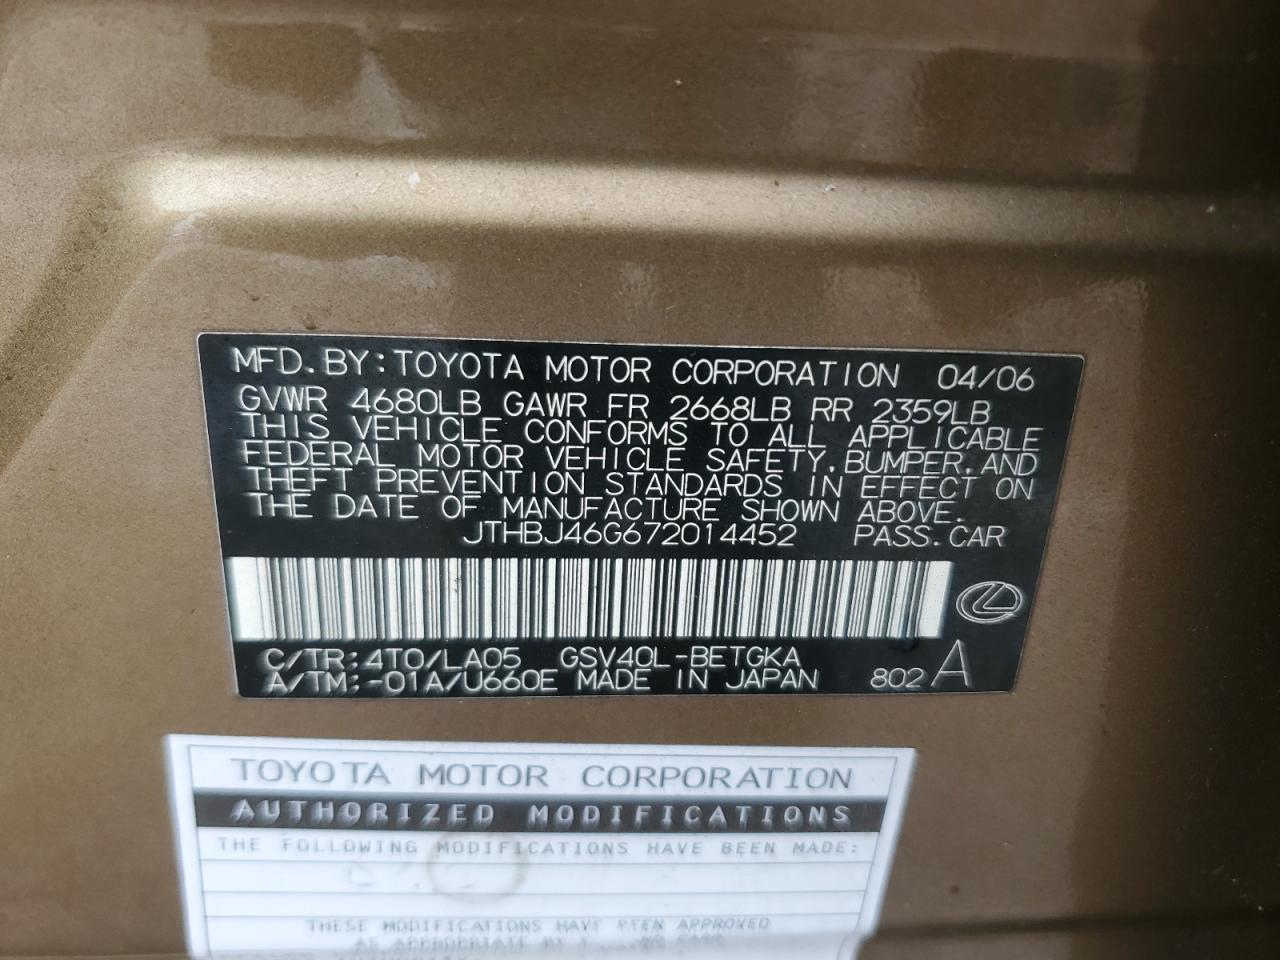 MFD. BY: TOYOTA MOTOR CORPORATION 04/06
GVWR 4680LB GAWR FR 2668LB RR 2359LB
THIS VEHICLE CONFORMS TO ALL APPLICABLE
FEDERAL MOTOR VEHICLE SAFETY, BUMPER, AND
THEFT PREVENTION STANDARDS IN EFFECT ON
THE DATE OF MANUFACTURE SHOWN ABOVE.
JTHBJ46G672014452 PASS. CAR
C/TR: 4T0/LA05 GSV40L-BETGKA
A/TM: -01A/U660E MADE IN JAPAN 802 A
TOYOTA MOTOR CORPORATION
AUTHORIZED MODIFICATIONS
THE FOLLOWING MODIFICATIONS HAVE BEEN MADE:
THESE MODIFICATIONS HAVE BEEN APPROVED
AS APPROPRIATE BY